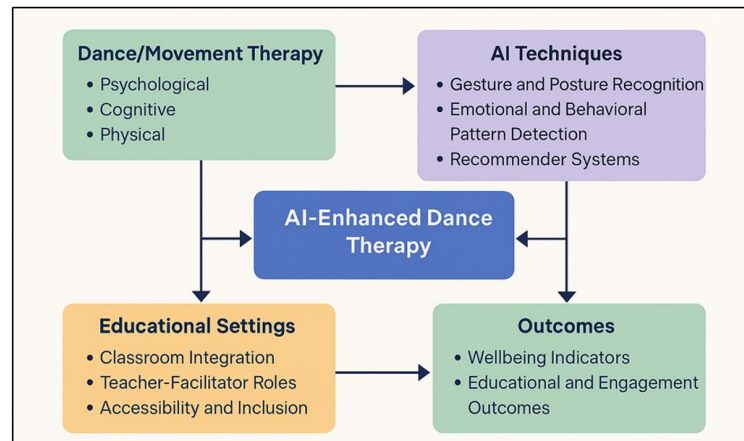 Dance/Movement Therapy
• Psychological
• Cognitive
• Physical
AI Techniques
• Gesture and Posture Recognition
• Emotional and Behavioral
Pattern Detection
• Recommender Systems
AI-Enhanced Dance
Therapy
Educational Settings
• Classroom Integration
• Teacher-Facilitator Roles
• Accessibility and Inclusion
Outcomes
• Wellbeing Indicators
• Educational and Engagement
Outcomes